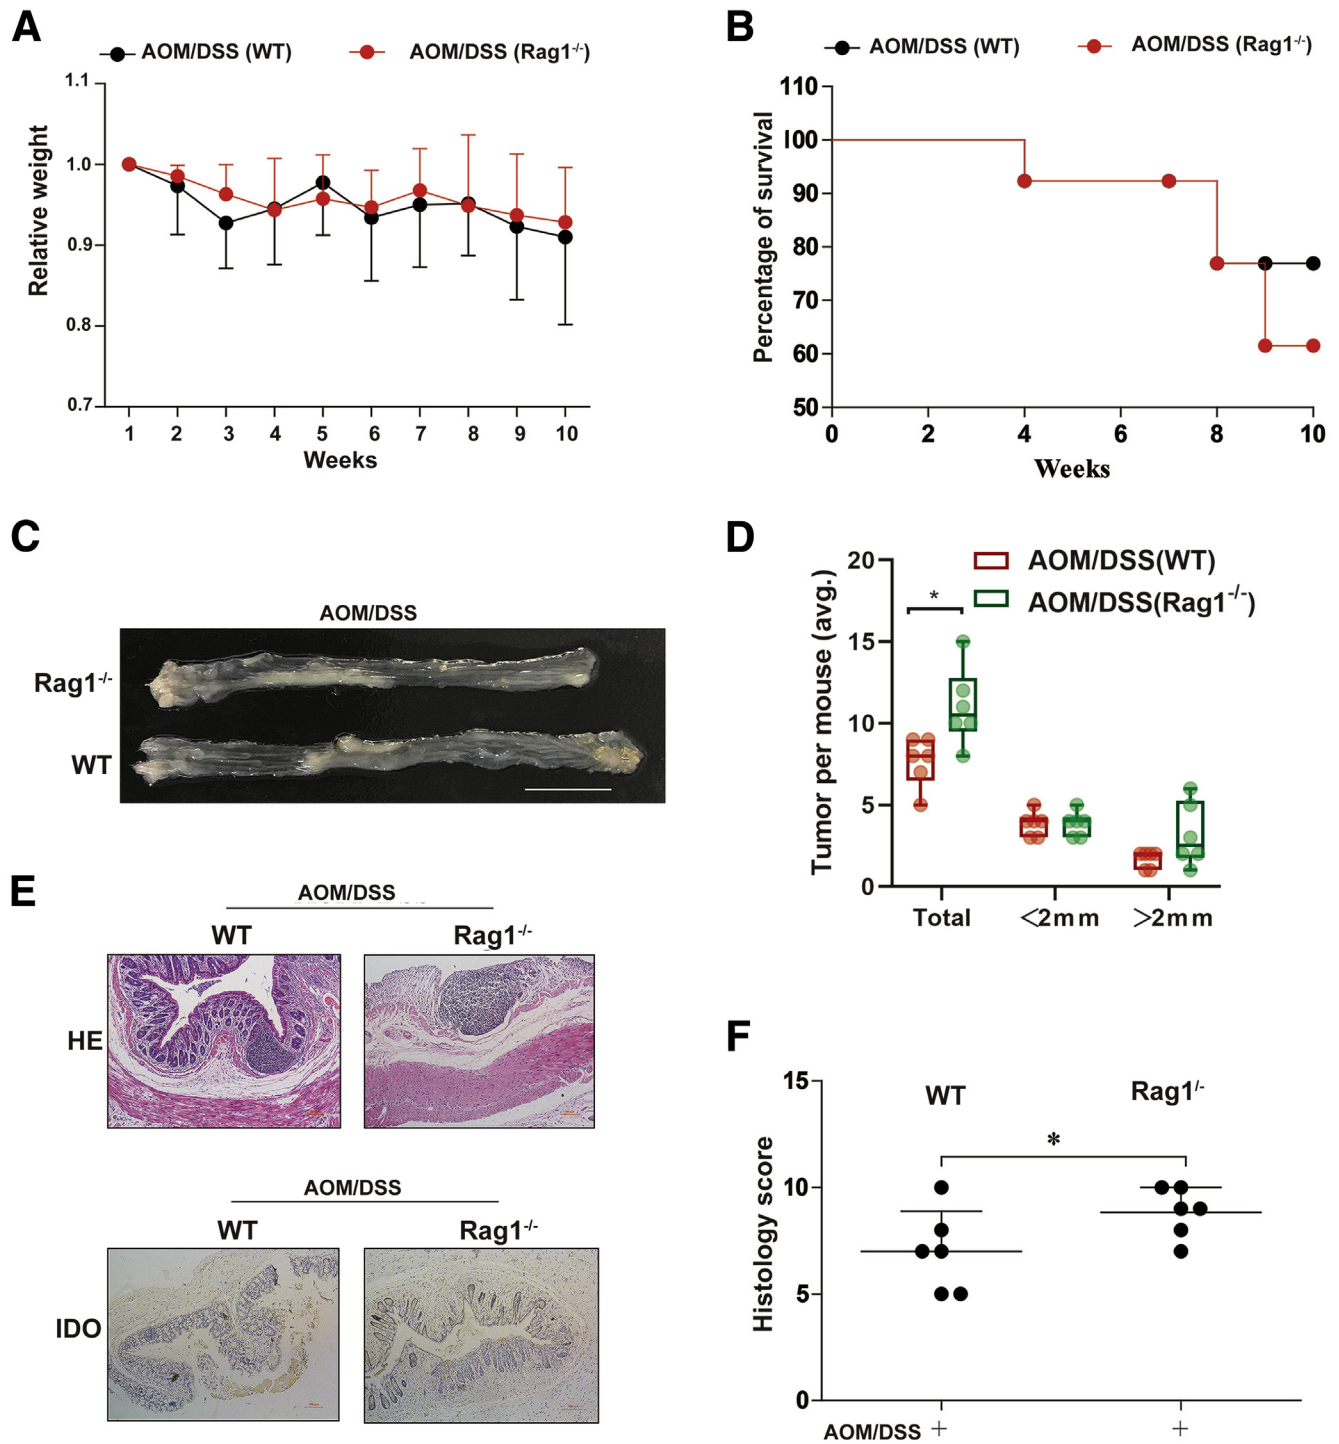 A
AOM/DSS (WT)
AOM/DSS (Rag1-/-)
1.1
1.0
0.9
0.8
0.7
Relative weight
1 2 3 4 5 6 7 8 9 10
Weeks
B
AOM/DSS (WT)
AOM/DSS (Rag1-/-)
110
100
90
80
70
60
50
Percentage of survival
0 2 4 6 8 10
Weeks
C
AOM/DSS
Rag1-/-
WT
D
AOM/DSS(WT)
AOM/DSS(Rag1-/-)
*
20
15
10
5
0
Tumor per mouse (avg.)
Total <2mm >2mm
E
AOM/DSS
WT Rag1-/-
HE
AOM/DSS
WT Rag1-/-
IDO
F
WT Rag1/-
*
15
10
5
0
Histology score
AOM/DSS + +